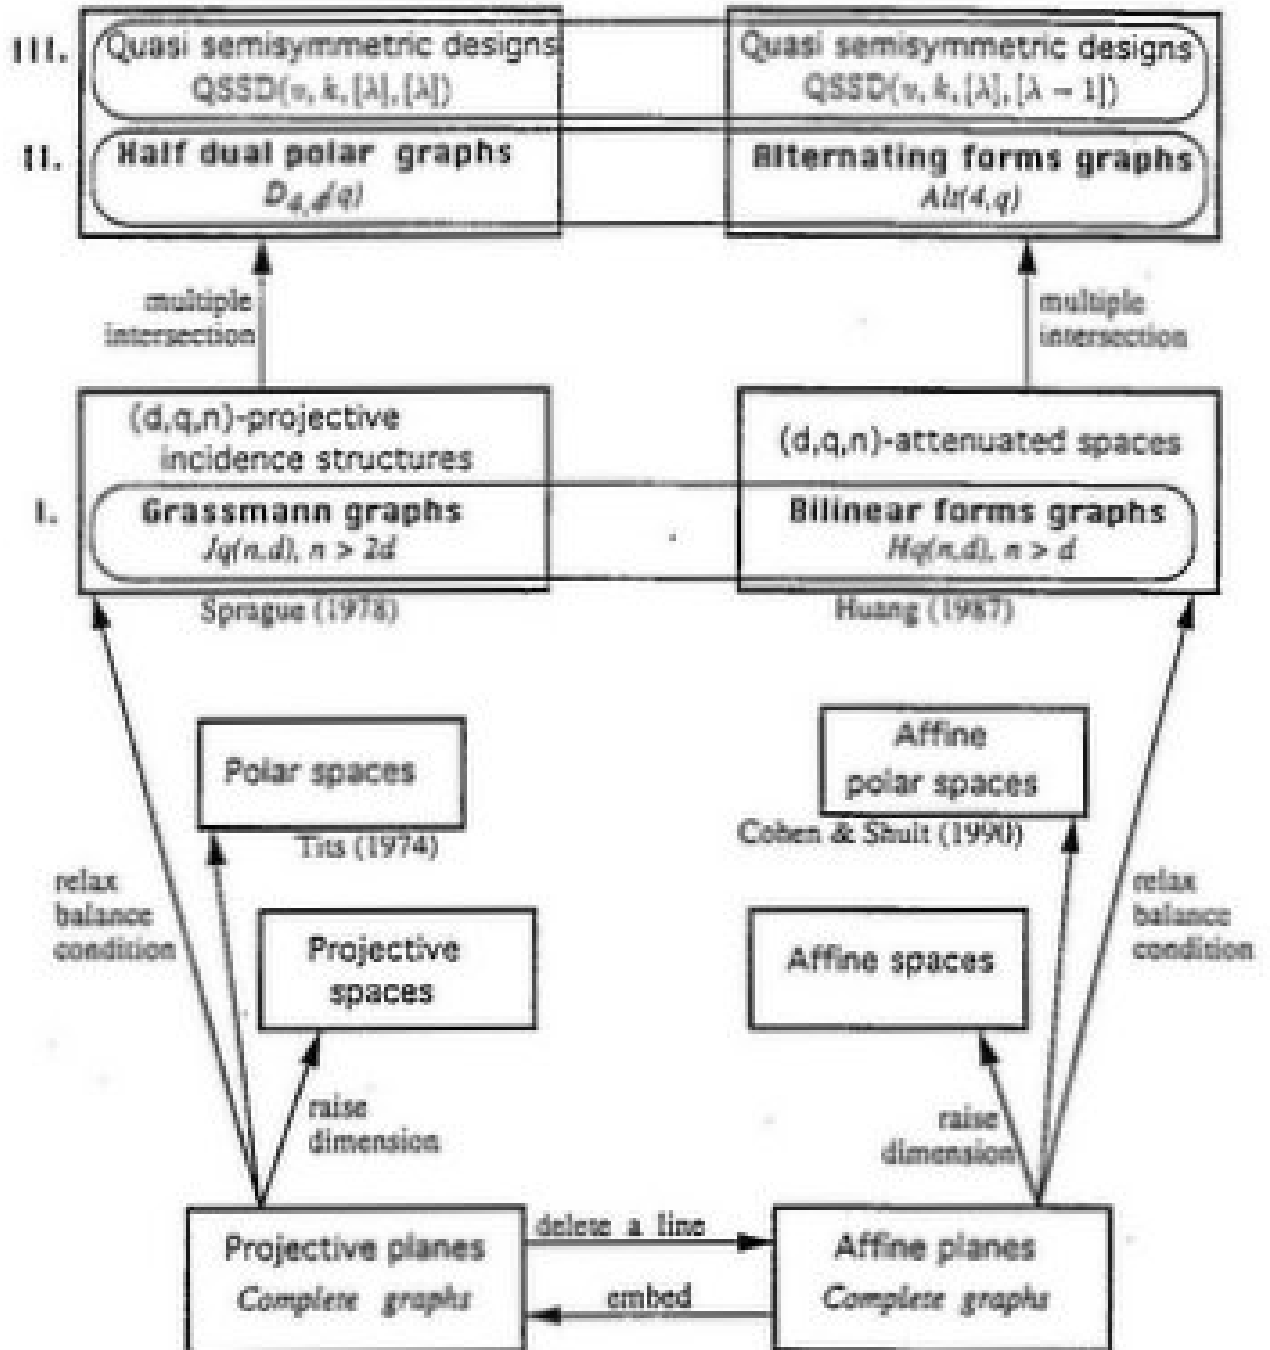 III.
Quasi semisymmetric designs
QSSD(v, k, [λ], [λ])
Quasi semisymmetric designs
QSSD(v, k, [λ], [λ − 1])
II.
Half dual polar graphs
D4,4(q)
Alternating forms graphs
Alt(4,q)
multiple
intersection
multiple
intersection
(d,q,n)-projective
incidence structures
(d,q,n)-attenuated spaces
I.
Grassmann graphs
Jq(n,d), n > 2d
Bilinear forms graphs
Hq(n,d), n > d
Sprague (1978)
Huang (1987)
Polar spaces
Tits (1974)
Affine
polar spaces
Cohen & Shult (1990)
relax
balance
condition
relax
balance
condition
Projective
spaces
Affine spaces
raise
dimension
raise
dimension
Projective planes
Complete graphs
delete a line
embed
Affine planes
Complete graphs